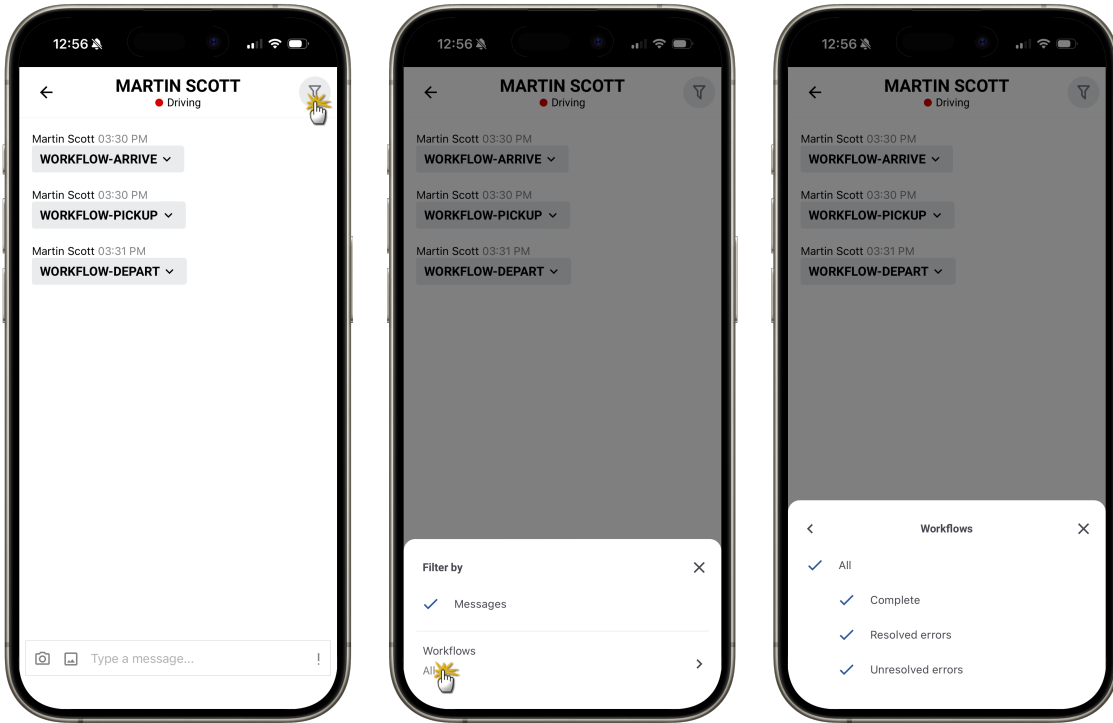 12:56
MARTIN SCOTT
Driving
Martin Scott 03:30 PM
WORKFLOW-ARRIVE
Martin Scott 03:30 PM
WORKFLOW-PICKUP
Martin Scott 03:31 PM
WORKFLOW-DEPART
Type a message...
!
12:56
MARTIN SCOTT
Driving
Martin Scott 03:30 PM
WORKFLOW-ARRIVE
Martin Scott 03:30 PM
WORKFLOW-PICKUP
Martin Scott 03:31 PM
WORKFLOW-DEPART
Filter by
Messages
Workflows
All
12:56
MARTIN SCOTT
Driving
Martin Scott 03:30 PM
WORKFLOW-ARRIVE
Martin Scott 03:30 PM
WORKFLOW-PICKUP
Martin Scott 03:31 PM
WORKFLOW-DEPART
Workflows
All
Complete
Resolved errors
Unresolved errors